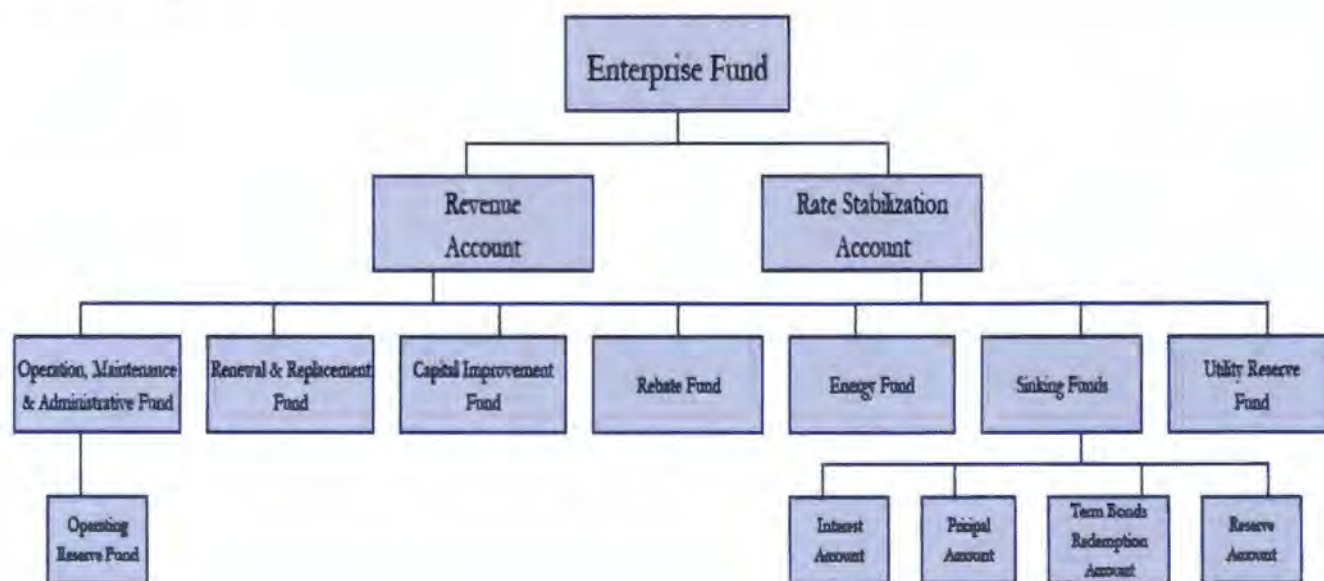 Enterprise Fund
Revenue
Account
Rate Stabilization
Account
Operation, Maintenance
& Administrative Fund
Renewal & Replacement
Fund
Capital Improvement
Fund
Rebate Fund
Energy Fund
Sinking Funds
Utility Reserve
Fund
Operating
Reserve Fund
Interest
Account
Pricipal
Account
Term Bonds
Redemption
Account
Reserve
Account